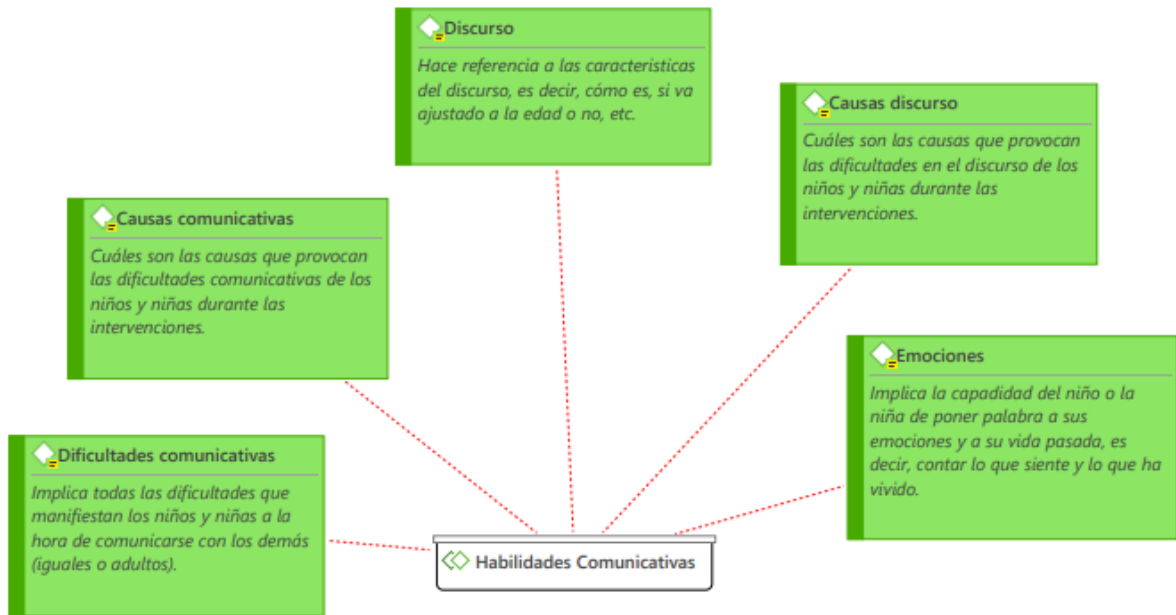 Discurso
Hace referencia a las caracteristicas
del discurso, es decir, cómo es, si va
ajustado a la edad o no, etc.
Causas discurso
Cuáles son las causas que provocan
las dificultades en el discurso de los
niños y niñas durante las
intervenciones.
Causas comunicativas
Cuáles son las causas que provocan
las dificultades comunicativas de los
niños y niñas durante las
intervenciones.
Emociones
Implica la capadidad del niño o la
niña de poner palabra a sus
emociones y a su vida pasada, es
decir, contar lo que siente y lo que ha
vivido.
Dificultades comunicativas
Implica todas las dificultades que
manifiestan los niños y niñas a la
hora de comunicarse con los demás
(iguales o adultos).
Habilidades Comunicativas